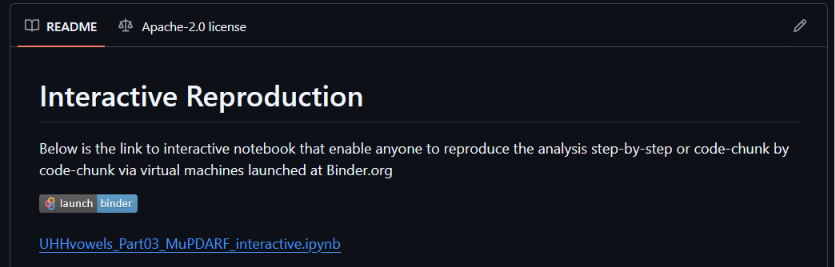 README Apache-2.0 license
Interactive Reproduction
Below is the link to interactive notebook that enable anyone to reproduce the analysis step-by-step or code-chunk by
code-chunk via virtual machines launched at Binder.org
launch binder
UHHvowels_Part03_MuPDARF_interactive.ipynb